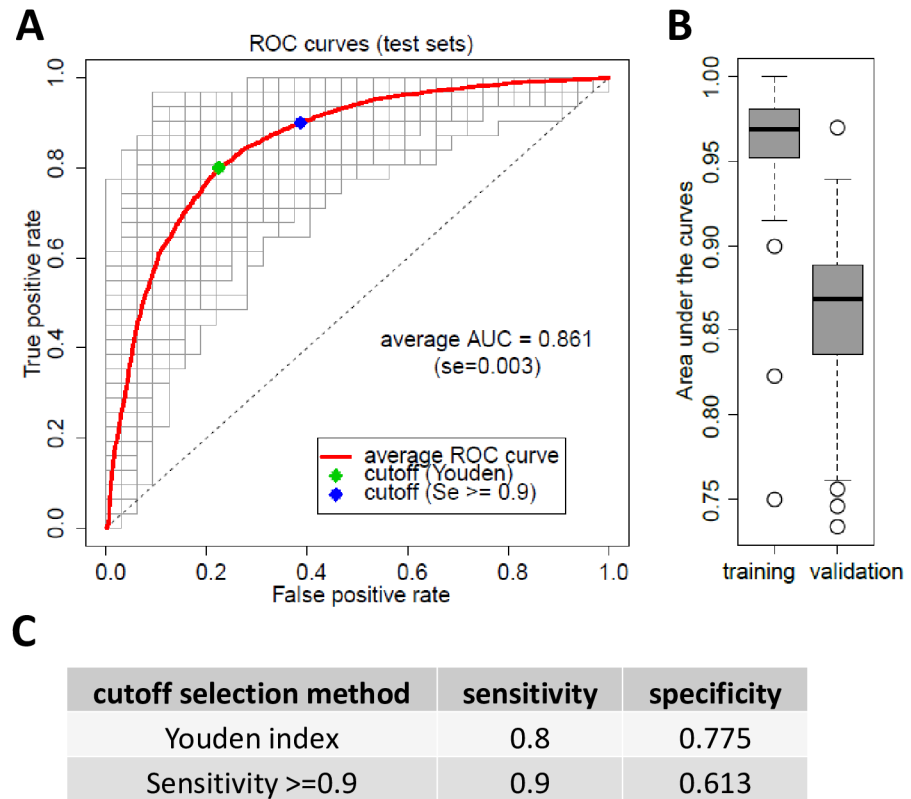 A
ROC curves (test sets)
True positive rate
1.0
0.8
0.6
0.4
0.2
0.0
average AUC = 0.861
(se=0.003)
average ROC curve
cutoff (Youden)
cutoff (Se >= 0.9)
0.0 0.2 0.4 0.6 0.8 1.0
False positive rate
B
Area under the curves
1.00
0.95
0.90
0.85
0.80
0.75
training validation
C
cutoff selection method sensitivity specificity
Youden index 0.8 0.775
Sensitivity >=0.9 0.9 0.613